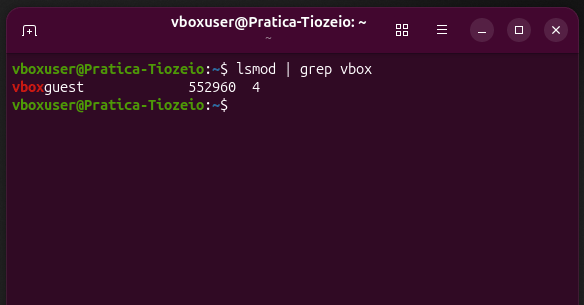 vboxuser@Pratica-Tiozeio: ~
~
vboxuser@Pratica-Tiozeio:~$ lsmod | grep vbox
vboxguest             552960  4
vboxuser@Pratica-Tiozeio:~$